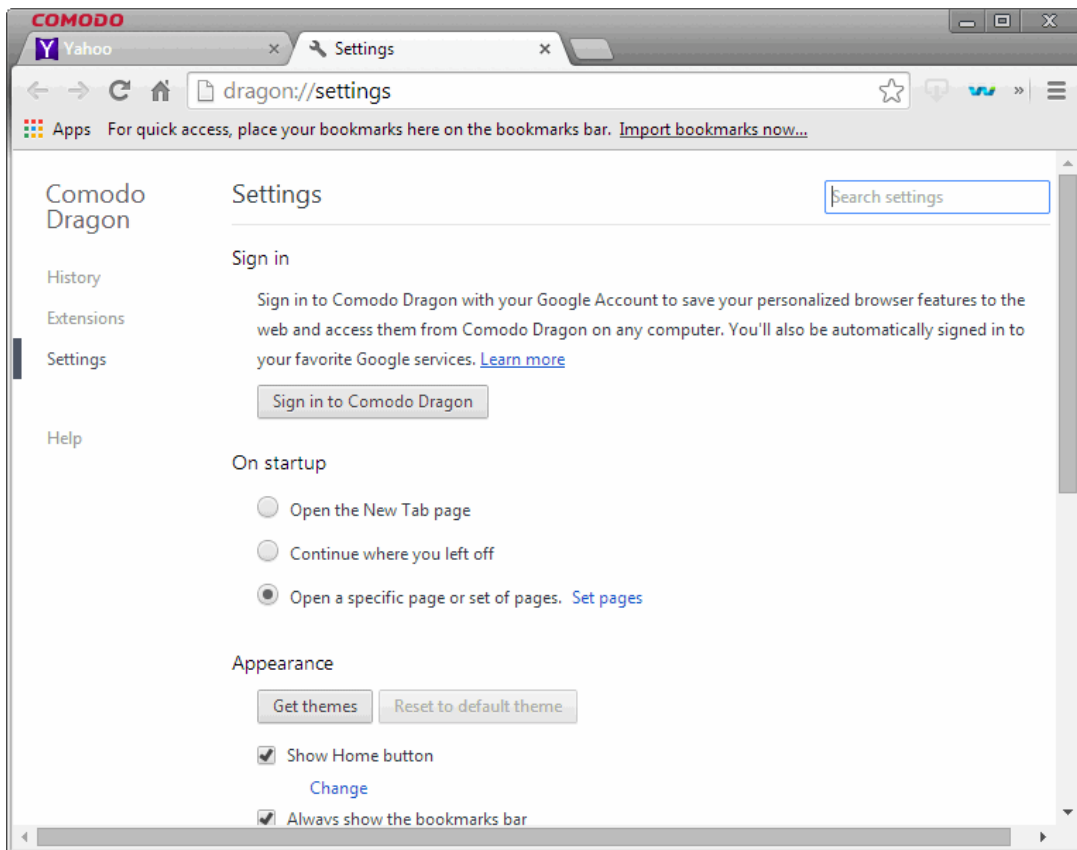 COMODO
Yahoo
Settings
dragon://settings
Apps For quick access, place your bookmarks here on the bookmarks bar. Import bookmarks now...
Comodo
Dragon
Settings
Search settings
History
Extensions
Settings
Help
Sign in
Sign in to Comodo Dragon with your Google Account to save your personalized browser features to the
web and access them from Comodo Dragon on any computer. You'll also be automatically signed in to
your favorite Google services. Learn more
Sign in to Comodo Dragon
On startup
Open the New Tab page
Continue where you left off
Open a specific page or set of pages. Set pages
Appearance
Get themes Reset to default theme
Show Home button
Change
Always show the bookmarks bar